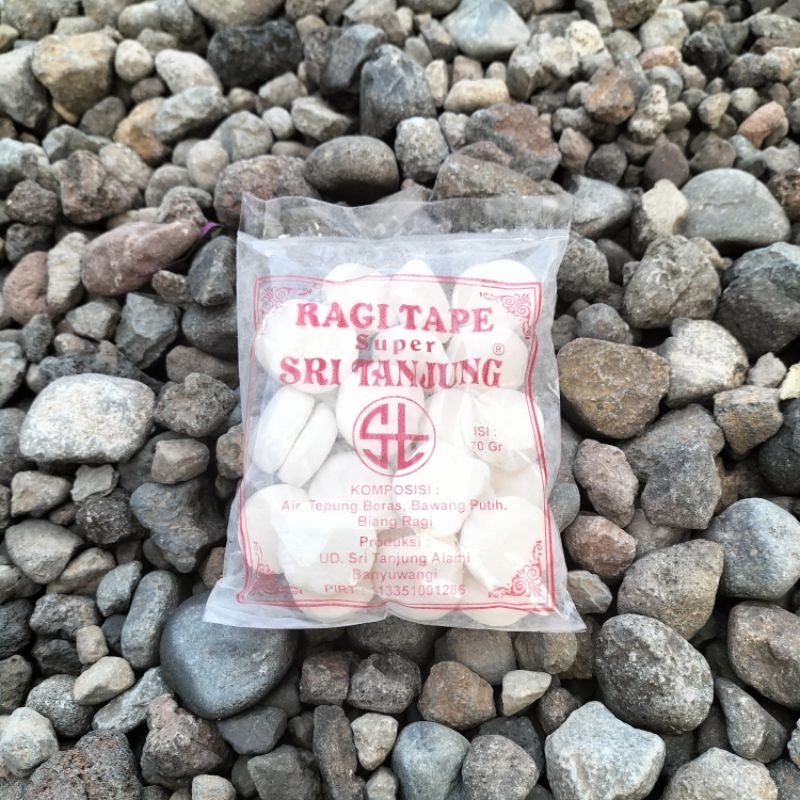 RAGI TAPE
Super
SRI TANJUNG ®
ISI :
70 Gr
KOMPOSISI :
Air, Tepung Beras, Bawang Putih,
Biang Ragi
Produksi :
UD. Sri Tanjung Alami
Banyuwangi
PIRT